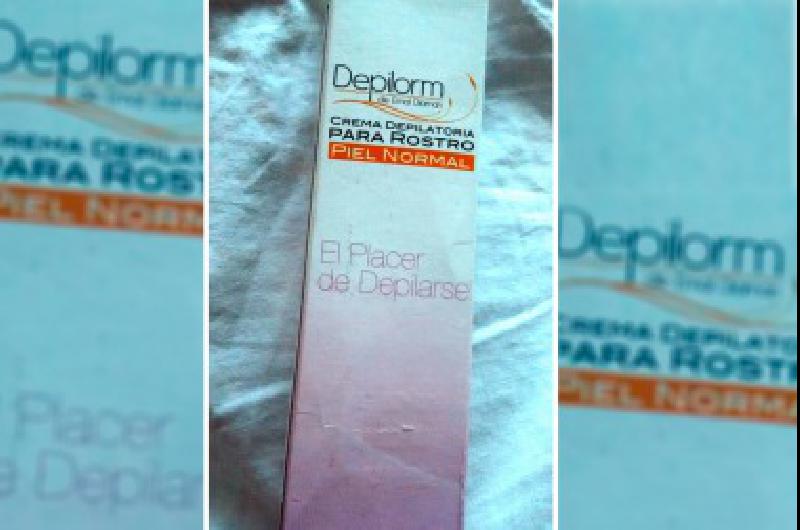 Depilorm
CREMA DEPILATORIA
PARA ROSTRO
PIEL NORMAL
El Placer
de Depilarse